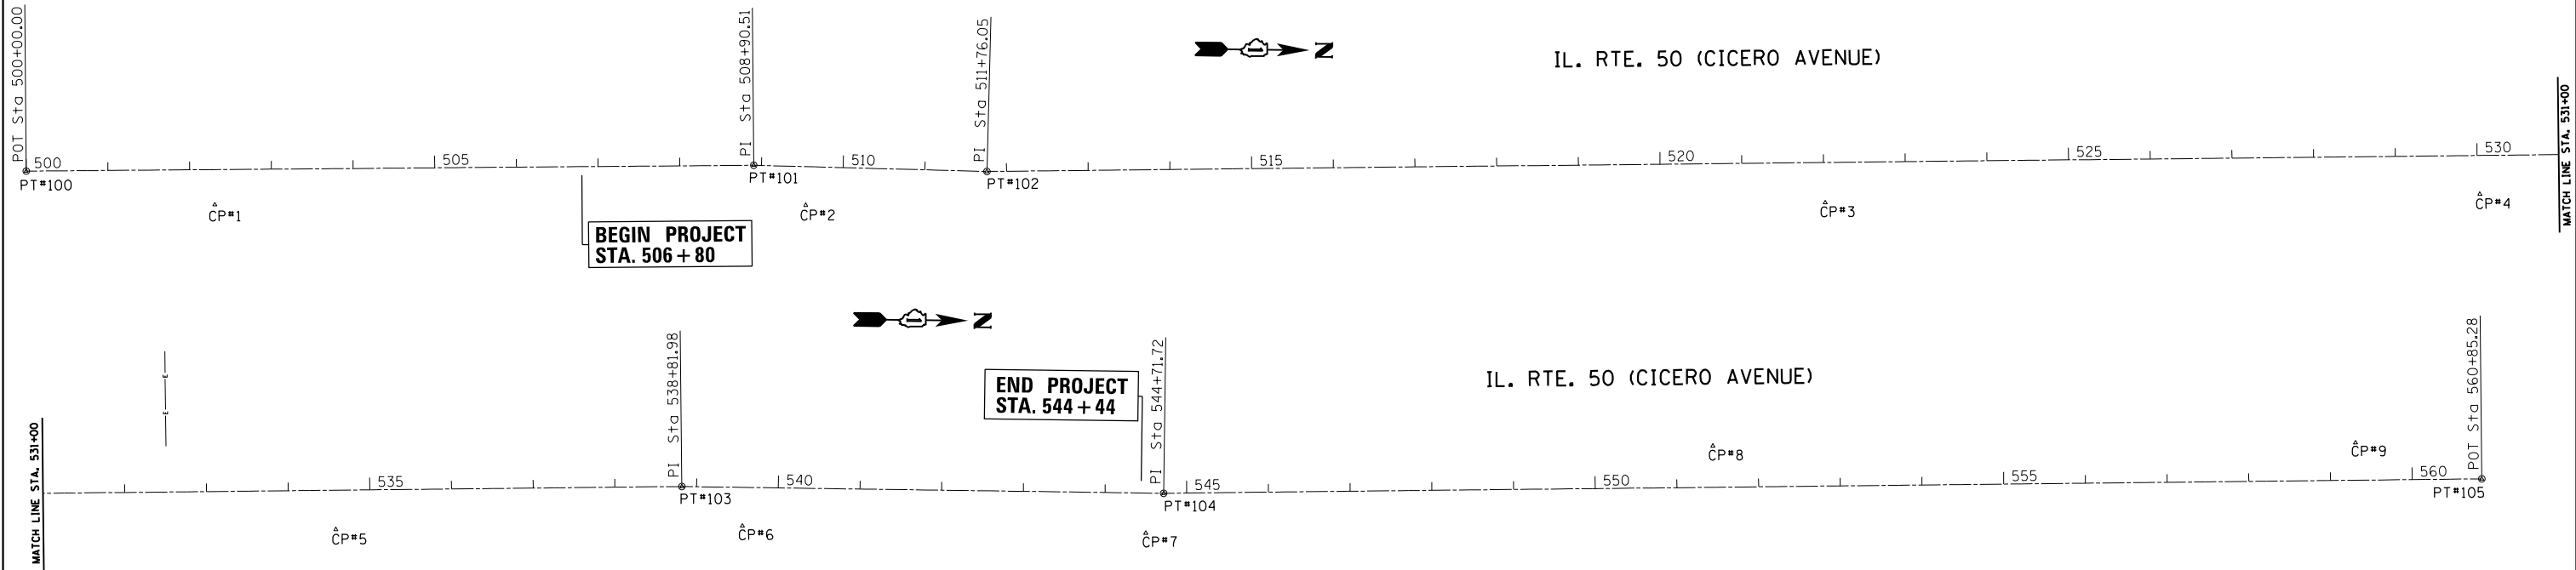 POT Sta 500+00.00
PI Sta 508+90.51
PI Sta 511+76.05
N
IL. RTE. 50 (CICERO AVENUE)
MATCH LINE STA. 531+00
500
505
510
515
520
525
530
PT#100
PT#101
PT#102
CP#1
CP#2
CP#3
CP#4
BEGIN PROJECT
STA. 506+80
N
PI Sta 538+81.98
END PROJECT
STA. 544+44
PI Sta 544+71.72
IL. RTE. 50 (CICERO AVENUE)
POT Sta 560+85.28
E
E
MATCH LINE STA. 531+00
CP#8
CP#9
535
540
545
550
555
560
PT#103
PT#104
PT#105
CP#5
CP#6
CP#7